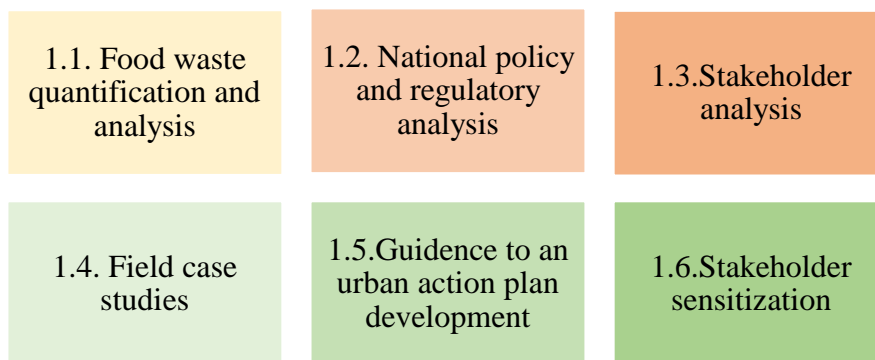 1.1. Food waste
quantification and
analysis
1.2. National policy
and regulatory
analysis
1.3.Stakeholder
analysis
1.4. Field case
studies
1.5.Guidence to an
urban action plan
development
1.6.Stakeholder
sensitization